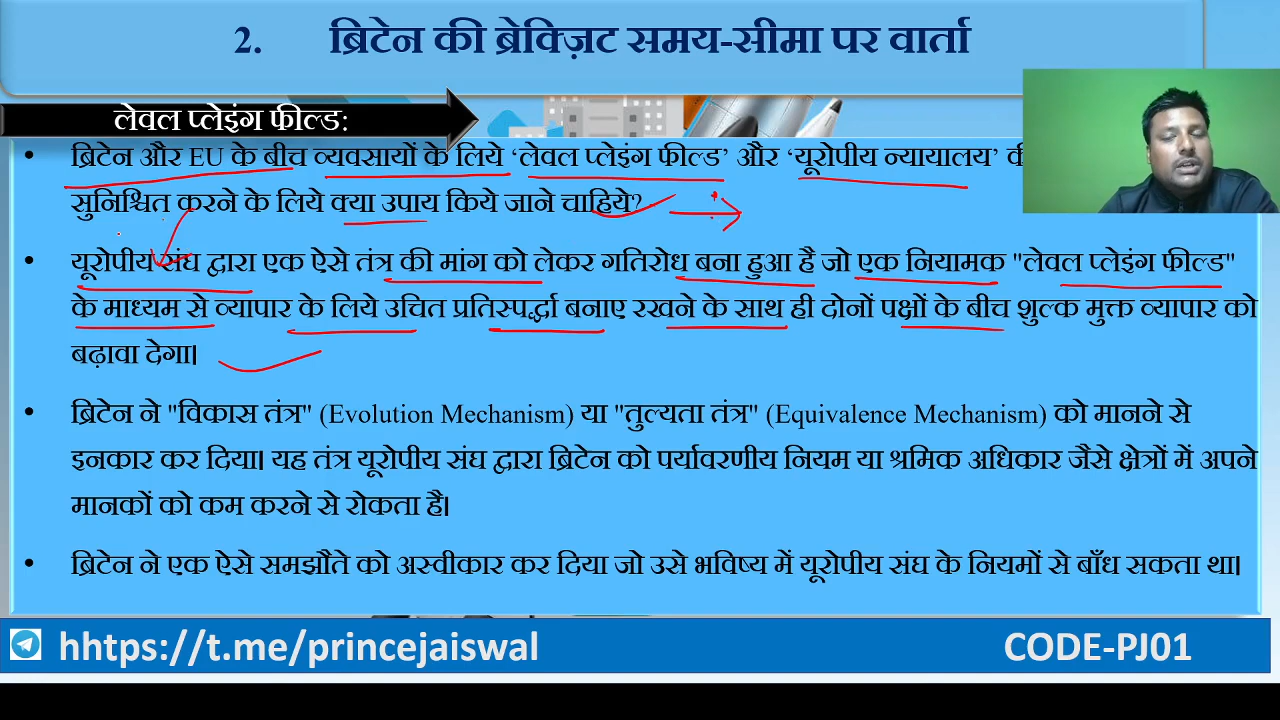 2. ब्रिटेन की ब्रेक्ज़िट समय-सीमा पर वार्ता
लेवल प्लेइंग फील्ड:
• ब्रिटेन और EU के बीच व्यवसायों के लिये ‘लेवल प्लेइंग फील्ड’ और ‘यूरोपीय न्यायालय’
सुनिश्चित करने के लिये क्या उपाय किये जाने चाहिये?
• यूरोपीय संघ द्वारा एक ऐसे तंत्र की मांग को लेकर गतिरोध बना हुआ है जो एक नियामक "लेवल प्लेइंग फील्ड"
के माध्यम से व्यापार के लिये उचित प्रतिस्पर्द्धा बनाए रखने के साथ ही दोनों पक्षों के बीच शुल्क मुक्त व्यापार को
बढ़ावा देगा।
• ब्रिटेन ने "विकास तंत्र" (Evolution Mechanism) या "तुल्यता तंत्र" (Equivalence Mechanism) को मानने से
इनकार कर दिया। यह तंत्र यूरोपीय संघ द्वारा ब्रिटेन को पर्यावरणीय नियम या श्रमिक अधिकार जैसे क्षेत्रों में अपने
मानकों को कम करने से रोकता है।
• ब्रिटेन ने एक ऐसे समझौते को अस्वीकार कर दिया जो उसे भविष्य में यूरोपीय संघ के नियमों से बाँध सकता था।
hhtps://t.me/princejaiswal CODE-PJ01